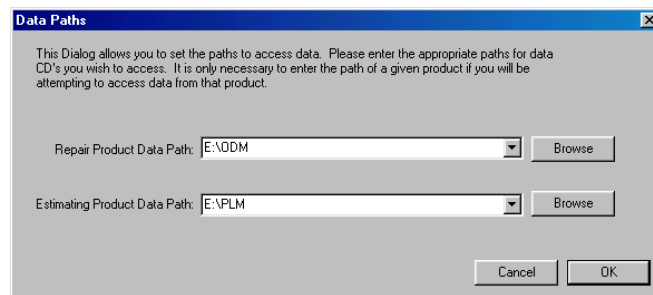 Data Paths
This Dialog allows you to set the paths to access data. Please enter the appropriate paths for data
CD's you wish to access. It is only necessary to enter the path of a given product if you will be
attempting to access data from that product.
Repair Product Data Path: E:\ODM Browse
Estimating Product Data Path: E:\PLM Browse
Cancel OK